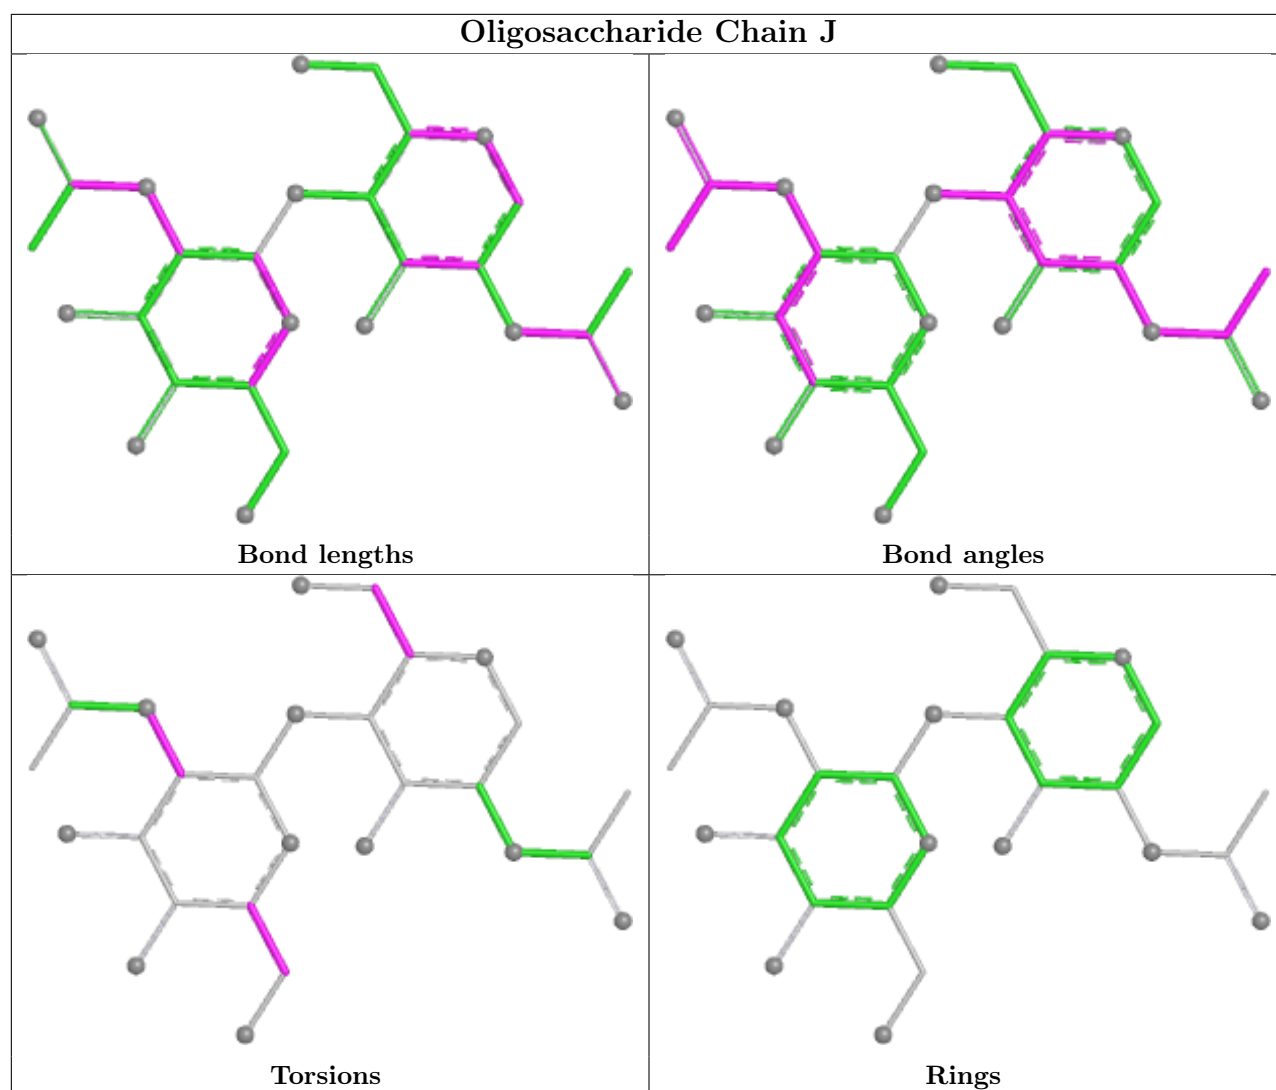 Oligosaccharide Chain J
Bond lengths
Bond angles
Torsions
Rings